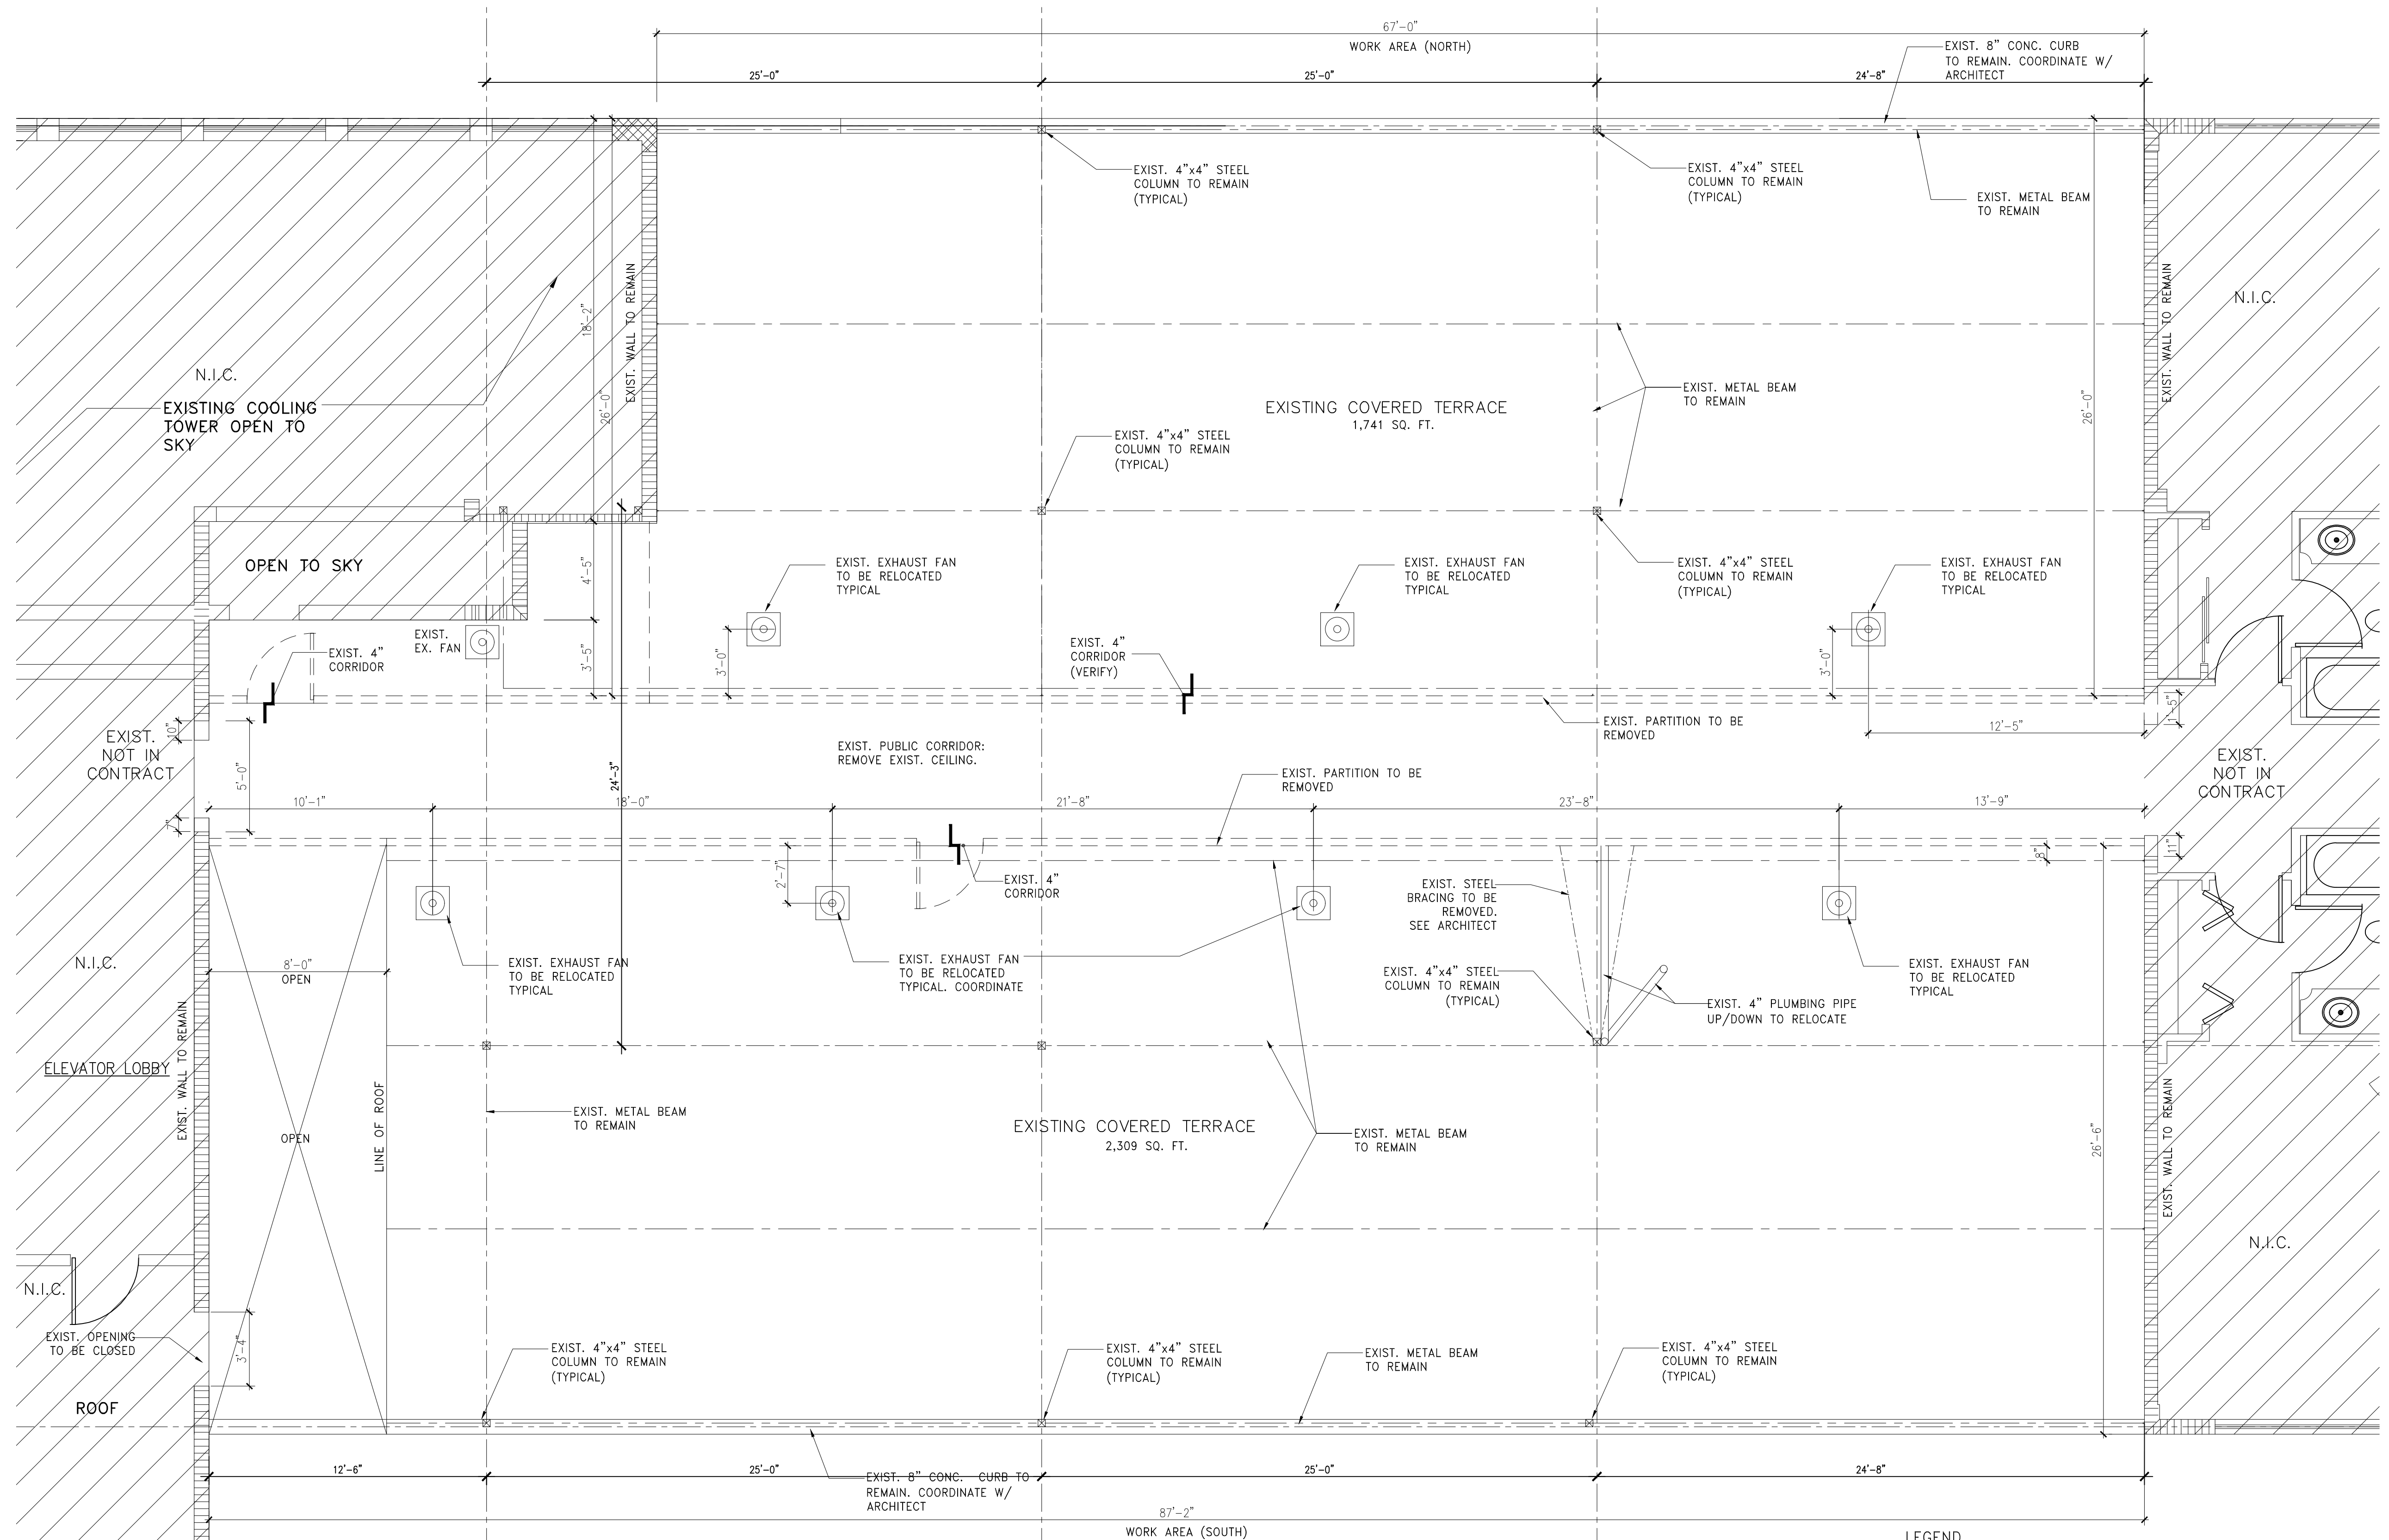 67'-0"
WORK AREA (NORTH)
EXIST. 8" CONC. CURB
TO REMAIN. COORDINATE W/
ARCHITECT
25'-0"
25'-0"
24'-8"
EXIST. 4"x4" STEEL
COLUMN TO REMAIN
(TYPICAL)
EXIST. 4"x4" STEEL
COLUMN TO REMAIN
(TYPICAL)
EXIST. METAL BEAM
TO REMAIN
18'-2"
26'-0"
EXIST. WALL TO REMAIN
EXIST. WALL TO REMAIN
26'-0"
N.I.C.
N.I.C.
EXISTING COOLING
TOWER OPEN TO
SKY
EXIST. METAL BEAM
TO REMAIN
EXISTING COVERED TERRACE
1,741 SQ. FT.
EXIST. 4"x4" STEEL
COLUMN TO REMAIN
(TYPICAL)
OPEN TO SKY
4'-5"
EXIST. EXHAUST FAN
TO BE RELOCATED
TYPICAL
EXIST. EXHAUST FAN
TO BE RELOCATED
TYPICAL
EXIST. 4"x4" STEEL
COLUMN TO REMAIN
(TYPICAL)
EXIST. EXHAUST FAN
TO BE RELOCATED
TYPICAL
EXIST. 4"
CORRIDOR
EXIST.
EX. FAN
3'-5"
3'-0"
EXIST. 4"
CORRIDOR
(VERIFY)
3'-0"
1'-5"
12'-5"
EXIST. PARTITION TO BE
REMOVED
10"
EXIST.
NOT IN
CONTRACT
5'-0"
7"
24'-3"
EXIST. PUBLIC CORRIDOR:
REMOVE EXIST. CEILING.
EXIST. PARTITION TO BE
REMOVED
EXIST.
NOT IN
CONTRACT
10'-1"
18'-0"
21'-8"
23'-8"
13'-9"
2'-7"
8"
11"
EXIST. 4"
CORRIDOR
EXIST. STEEL
BRACING TO BE
REMOVED.
SEE ARCHITECT
N.I.C.
8'-0"
OPEN
EXIST. EXHAUST FAN
TO BE RELOCATED
TYPICAL
EXIST. EXHAUST FAN
TO BE RELOCATED
TYPICAL. COORDINATE
EXIST. 4"x4" STEEL
COLUMN TO REMAIN
(TYPICAL)
EXIST. 4" PLUMBING PIPE
UP/DOWN TO RELOCATE
EXIST. EXHAUST FAN
TO BE RELOCATED
TYPICAL
ELEVATOR LOBBY
EXIST. WALL TO REMAIN
OPEN
LINE OF ROOF
EXIST. METAL BEAM
TO REMAIN
EXISTING COVERED TERRACE
2,309 SQ. FT.
EXIST. METAL BEAM
TO REMAIN
26'-6"
EXIST. WALL TO REMAIN
N.I.C.
N.I.C.
EXIST. OPENING
TO BE CLOSED
3'-4"
EXIST. 4"x4" STEEL
COLUMN TO REMAIN
(TYPICAL)
EXIST. 4"x4" STEEL
COLUMN TO REMAIN
(TYPICAL)
EXIST. METAL BEAM
TO REMAIN
EXIST. 4"x4" STEEL
COLUMN TO REMAIN
(TYPICAL)
ROOF
12'-6"
25'-0"
25'-0"
24'-8"
EXIST. 8" CONC. CURB TO
REMAIN. COORDINATE W/
ARCHITECT
87'-2"
WORK AREA (SOUTH)
LEGEND